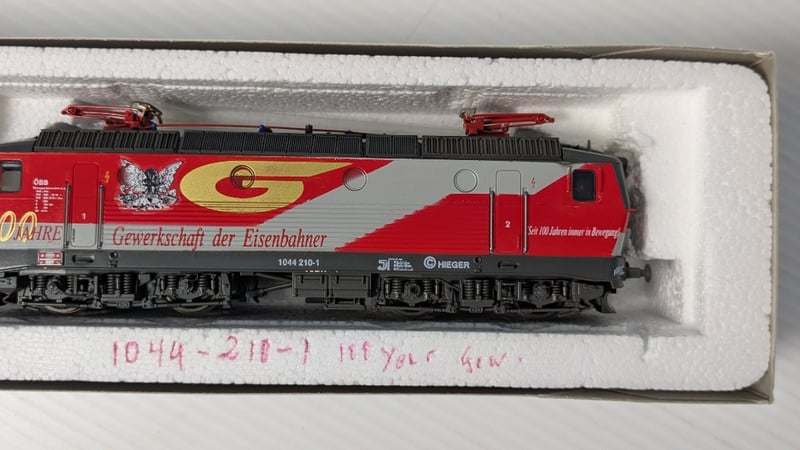 ÖBB
00
JAHRE
1
Gewerkschaft der Eisenbahner
G
2
Seit 100 Jahren immer in Bewegung
1044 210-1
© HIEGER
1044-210-1 100 year Gew.